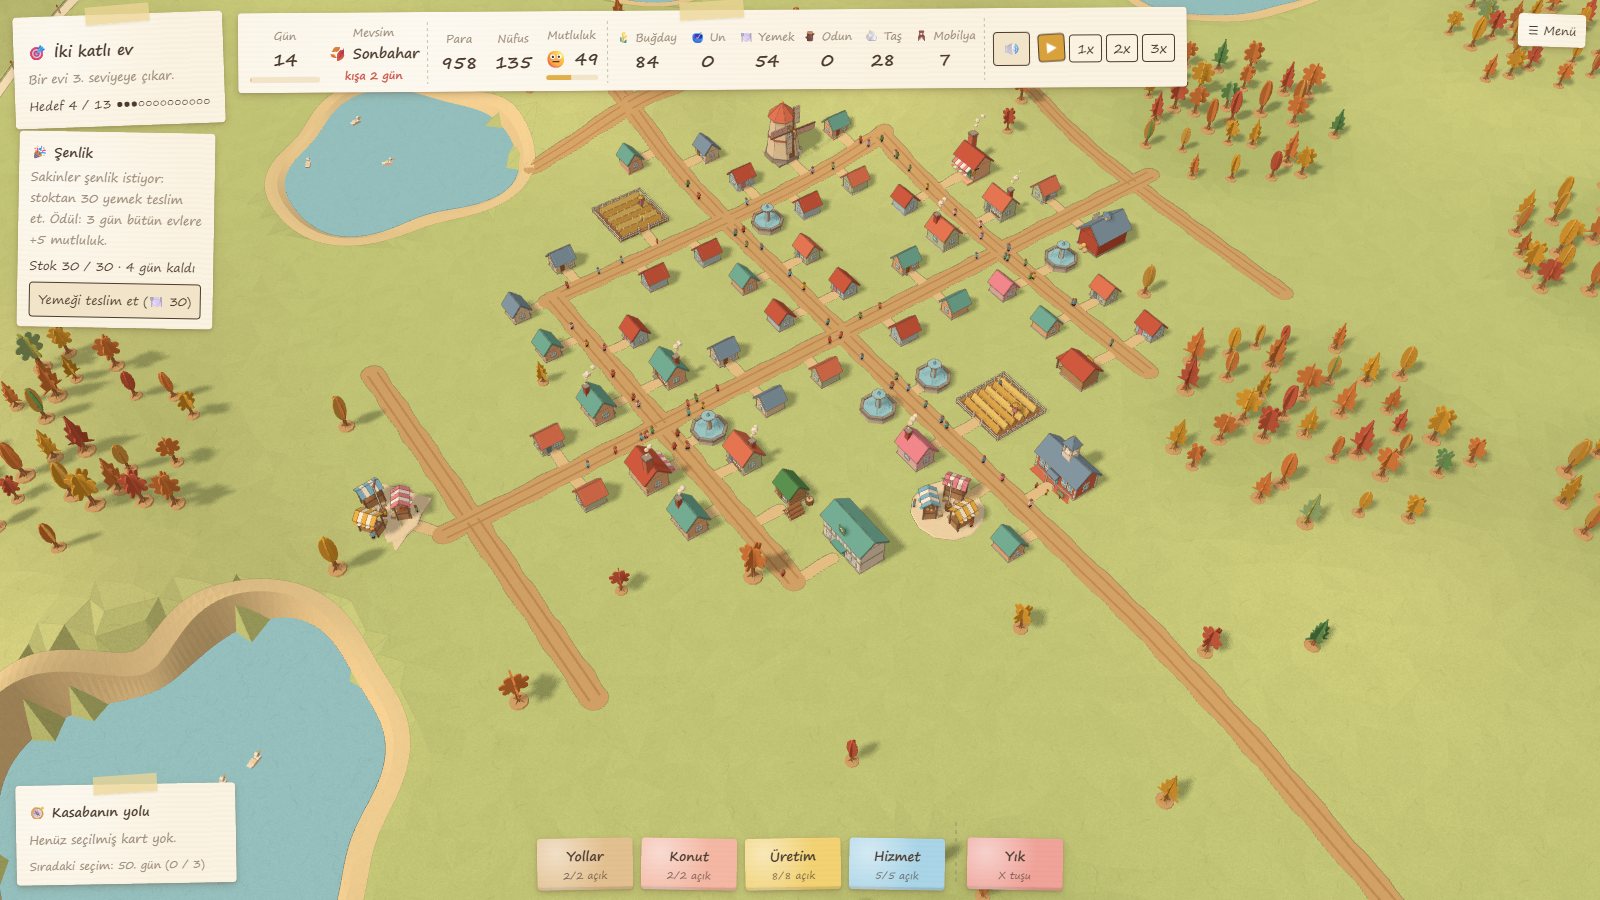 İki katlı ev
Bir evi 3. seviyeye çıkar.
Hedef 4 / 13 ●●●○○○○○○○○○○
Şenlik
Sakinler şenlik istiyor:
stoktan 30 yemek teslim
et. Ödül: 3 gün bütün evlere
+5 mutluluk.
Stok 30 / 30 · 4 gün kaldı
Yemeği teslim et (🍽️ 30)
Gün
14
Mevsim
Sonbahar
kışa 2 gün
Para
958
Nüfus
135
Mutluluk
49
Buğday
84
Un
0
Yemek
54
Odun
0
Taş
28
Mobilya
7
1x
2x
3x
☰ Menü
Kasabanın yolu
Henüz seçilmiş kart yok.
Sıradaki seçim: 50. gün (0 / 3)
Yollar
2/2 açık
Konut
2/2 açık
Üretim
8/8 açık
Hizmet
5/5 açık
Yık
X tuşu